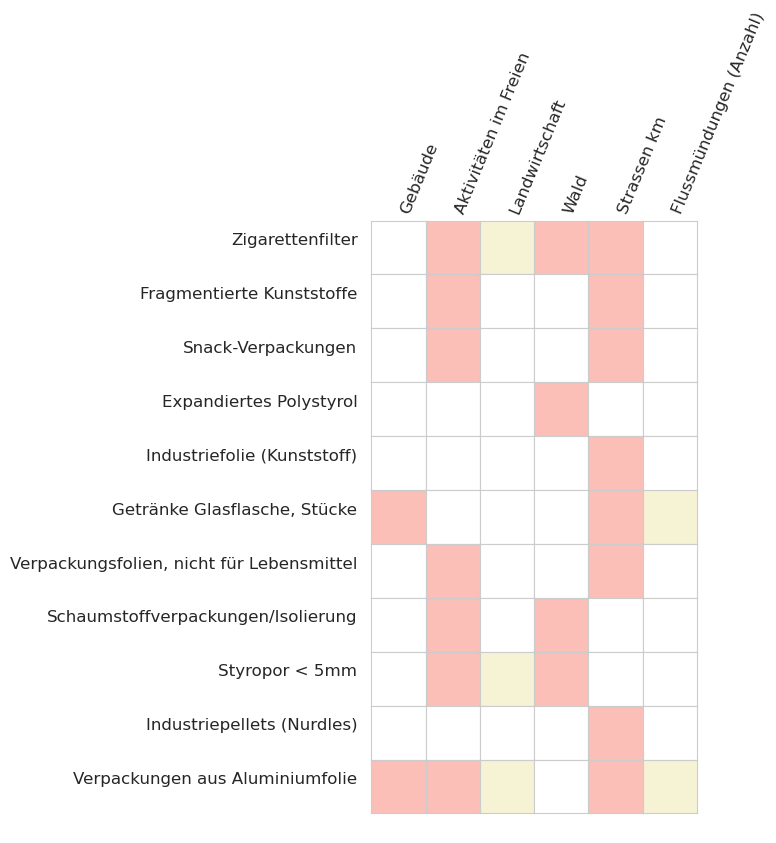 Gebäude
Aktivitäten im Freien
Landwirtschaft
Wald
Strassen km
Flussmündungen (Anzahl)
Zigarettenfilter
Fragmentierte Kunststoffe
Snack-Verpackungen
Expandiertes Polystyrol
Industriefolie (Kunststoff)
Getränke Glasflasche, Stücke
Verpackungsfolien, nicht für Lebensmittel
Schaumstoffverpackungen/Isolierung
Styropor < 5mm
Industriepellets (Nurdles)
Verpackungen aus Aluminiumfolie